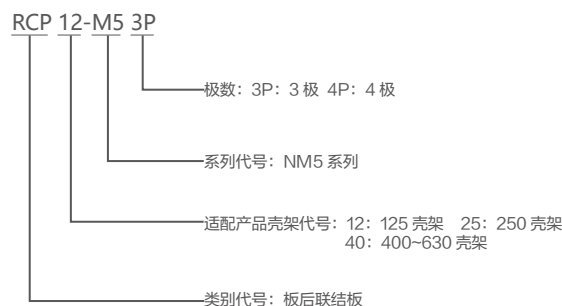 RCP 12-M5 3P
极数：3P：3 极 4P：4 极
系列代号：NM5 系列
适配产品壳架代号：12：125 壳架 25：250 壳架
40：400~630 壳架
类别代号：板后联结板